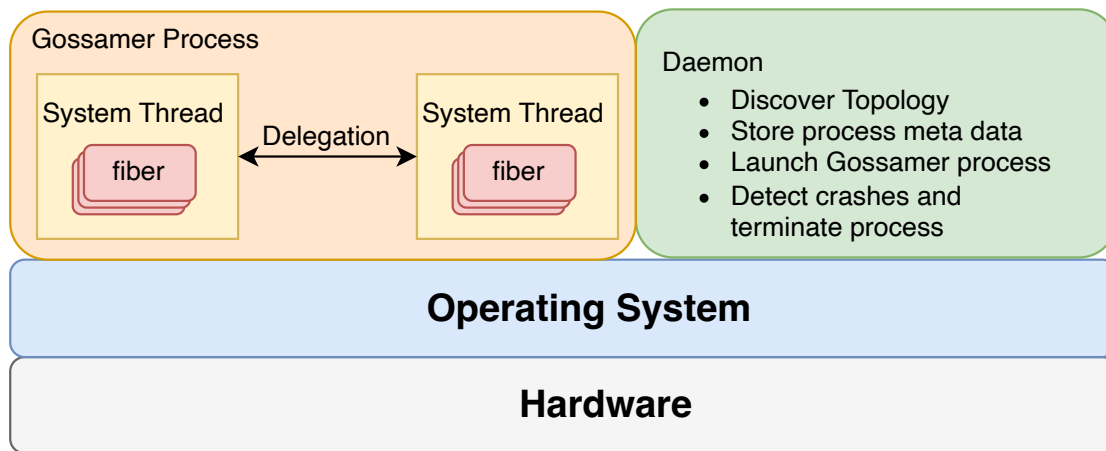 Gossamer Process
System Thread
fiber
Delegation
System Thread
fiber
Daemon
• Discover Topology
• Store process meta data
• Launch Gossamer process
• Detect crashes and
terminate process
Operating System
Hardware